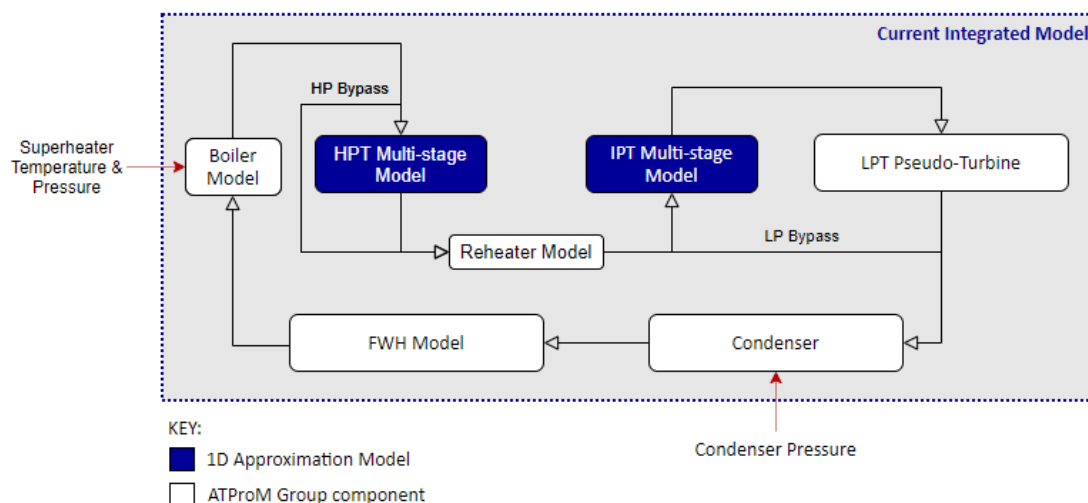 Current Integrated Model
HP Bypass
Superheater
Temperature &
Pressure
Boiler
Model
HPT Multi-stage
Model
IPT Multi-stage
Model
LPT Pseudo-Turbine
LP Bypass
Reheater Model
FWH Model
Condenser
KEY:
1D Approximation Model
Condenser Pressure
ATProM Group component